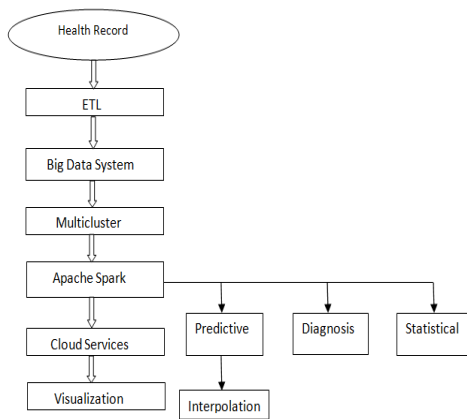 Health Record
ETL
Big Data System
Multicluster
Apache Spark
Cloud Services
Visualization
Predictive
Diagnosis
Statistical
Interpolation